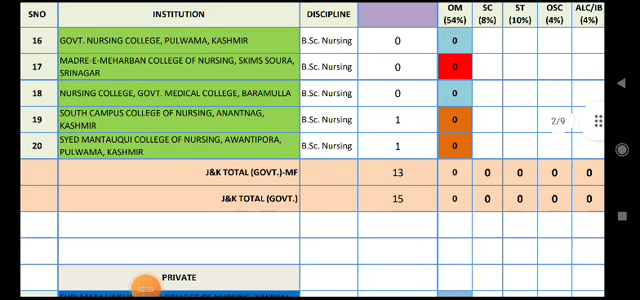 SNO INSTITUTION DISCIPLINE OM (54%) SC (8%) ST (10%) OSC (4%) ALC/IB (4%)
16 GOVT. NURSING COLLEGE, PULWAMA, KASHMIR B.Sc. Nursing 0 0
17 MADRE-E-MEHARBAN COLLEGE OF NURSING, SKIMS SOURA, SRINAGAR B.Sc. Nursing 0 0
18 NURSING COLLEGE, GOVT. MEDICAL COLLEGE, BARAMULLA B.Sc. Nursing 0 0
19 SOUTH CAMPUS COLLEGE OF NURSING, ANANTNAG, KASHMIR B.Sc. Nursing 1 0
2/9
20 SYED MANTAUQUI COLLEGE OF NURSING, AWANTIPORA, PULWAMA, KASHMIR B.Sc. Nursing 1 0
J&K TOTAL (GOVT.)-MF 13 0 0 0 0 0
J&K TOTAL (GOVT.) 15 0 0 0 0 0
PRIVATE